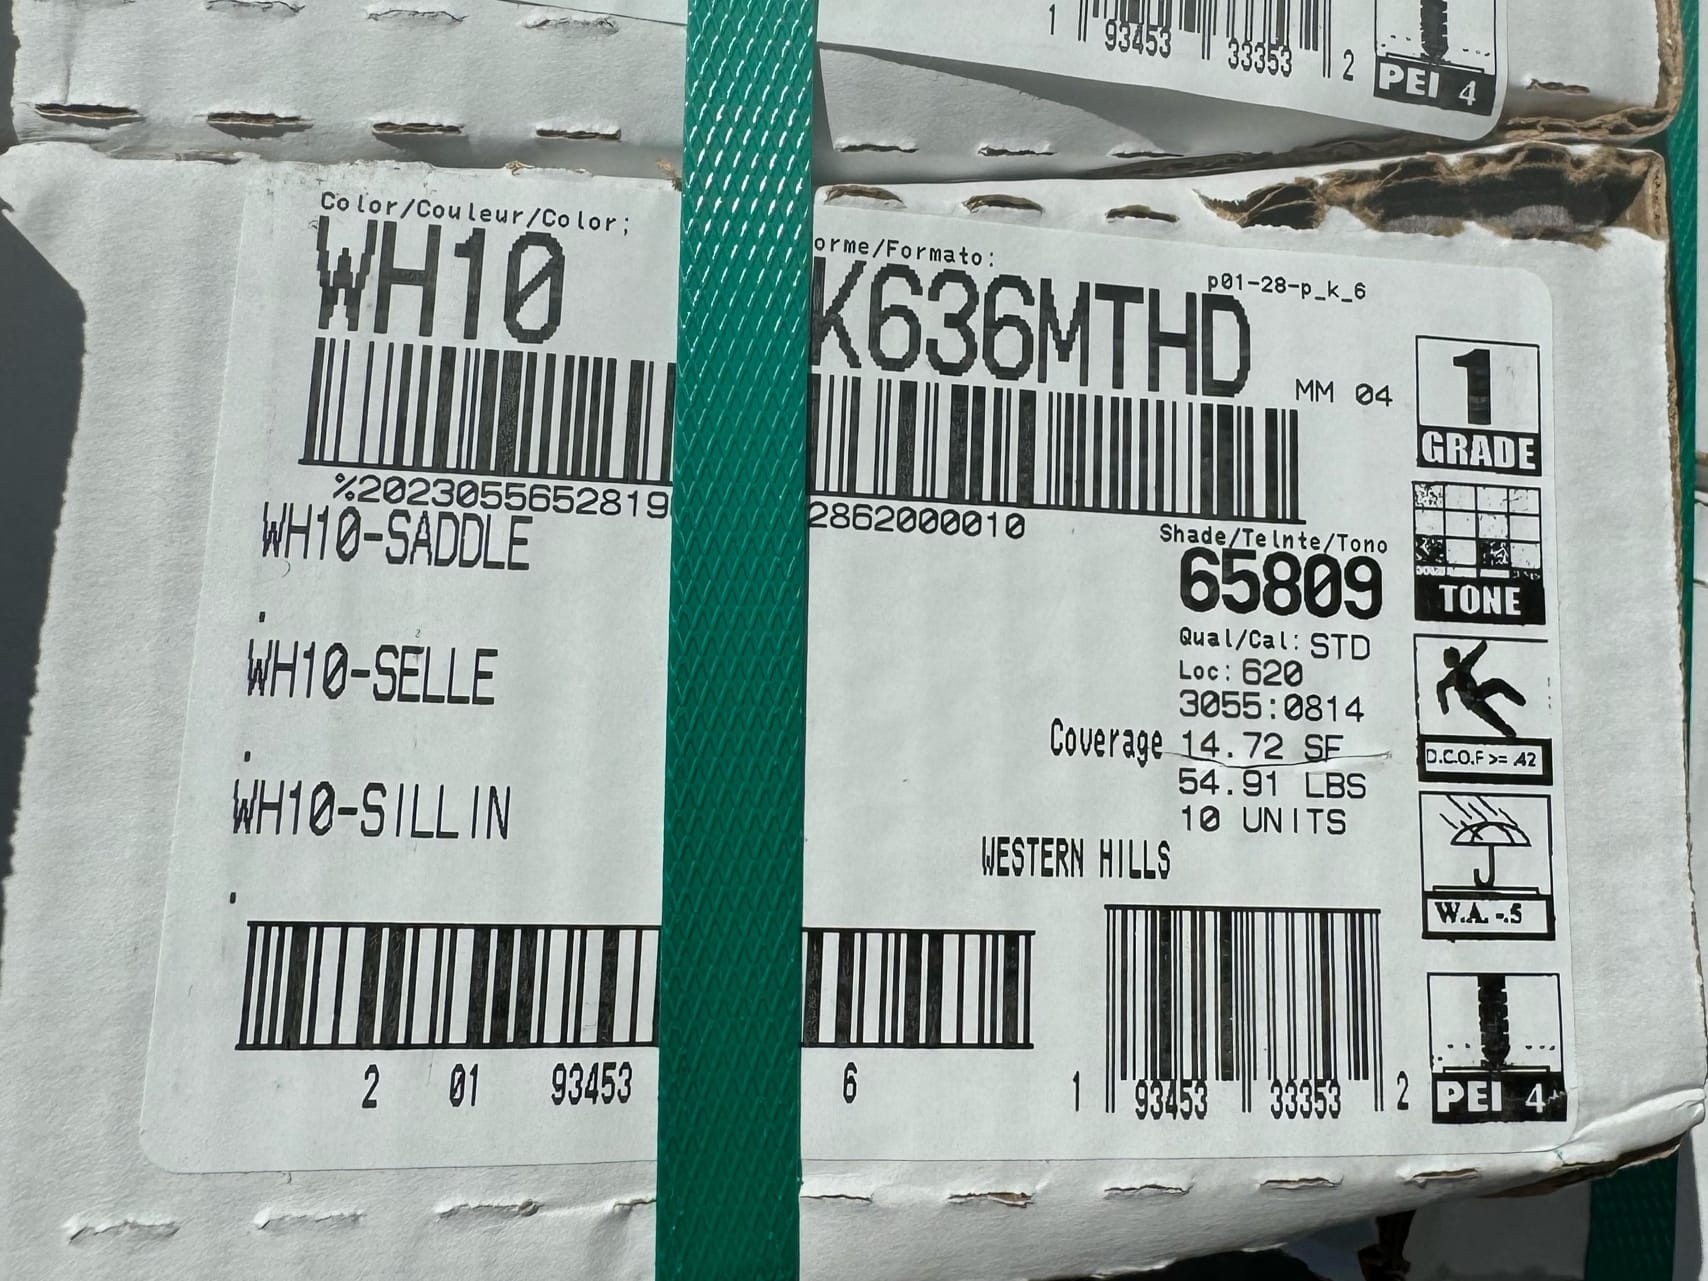 1 93453 33353 2
PEI 4
Color/Couleur/Color;
WH10
orme/Formato:
p01-28-p_k_6
K636MTHD
MM 04
1
GRADE
%2023055652819
2862000010
WH10-SADDLE
.
WH10-SELLE
.
WH10-SILLIN
.
Shade/Telnte/Tono
65809
TONE
Qual/Cal: STD
Loc: 620
3055:0814
Coverage 14.72 SF
54.91 LBS
10 UNITS
D.C.O.F >= .42
WESTERN HILLS
W.A. -.5
2 01 93453
6
1 93453 33353 2
PEI 4